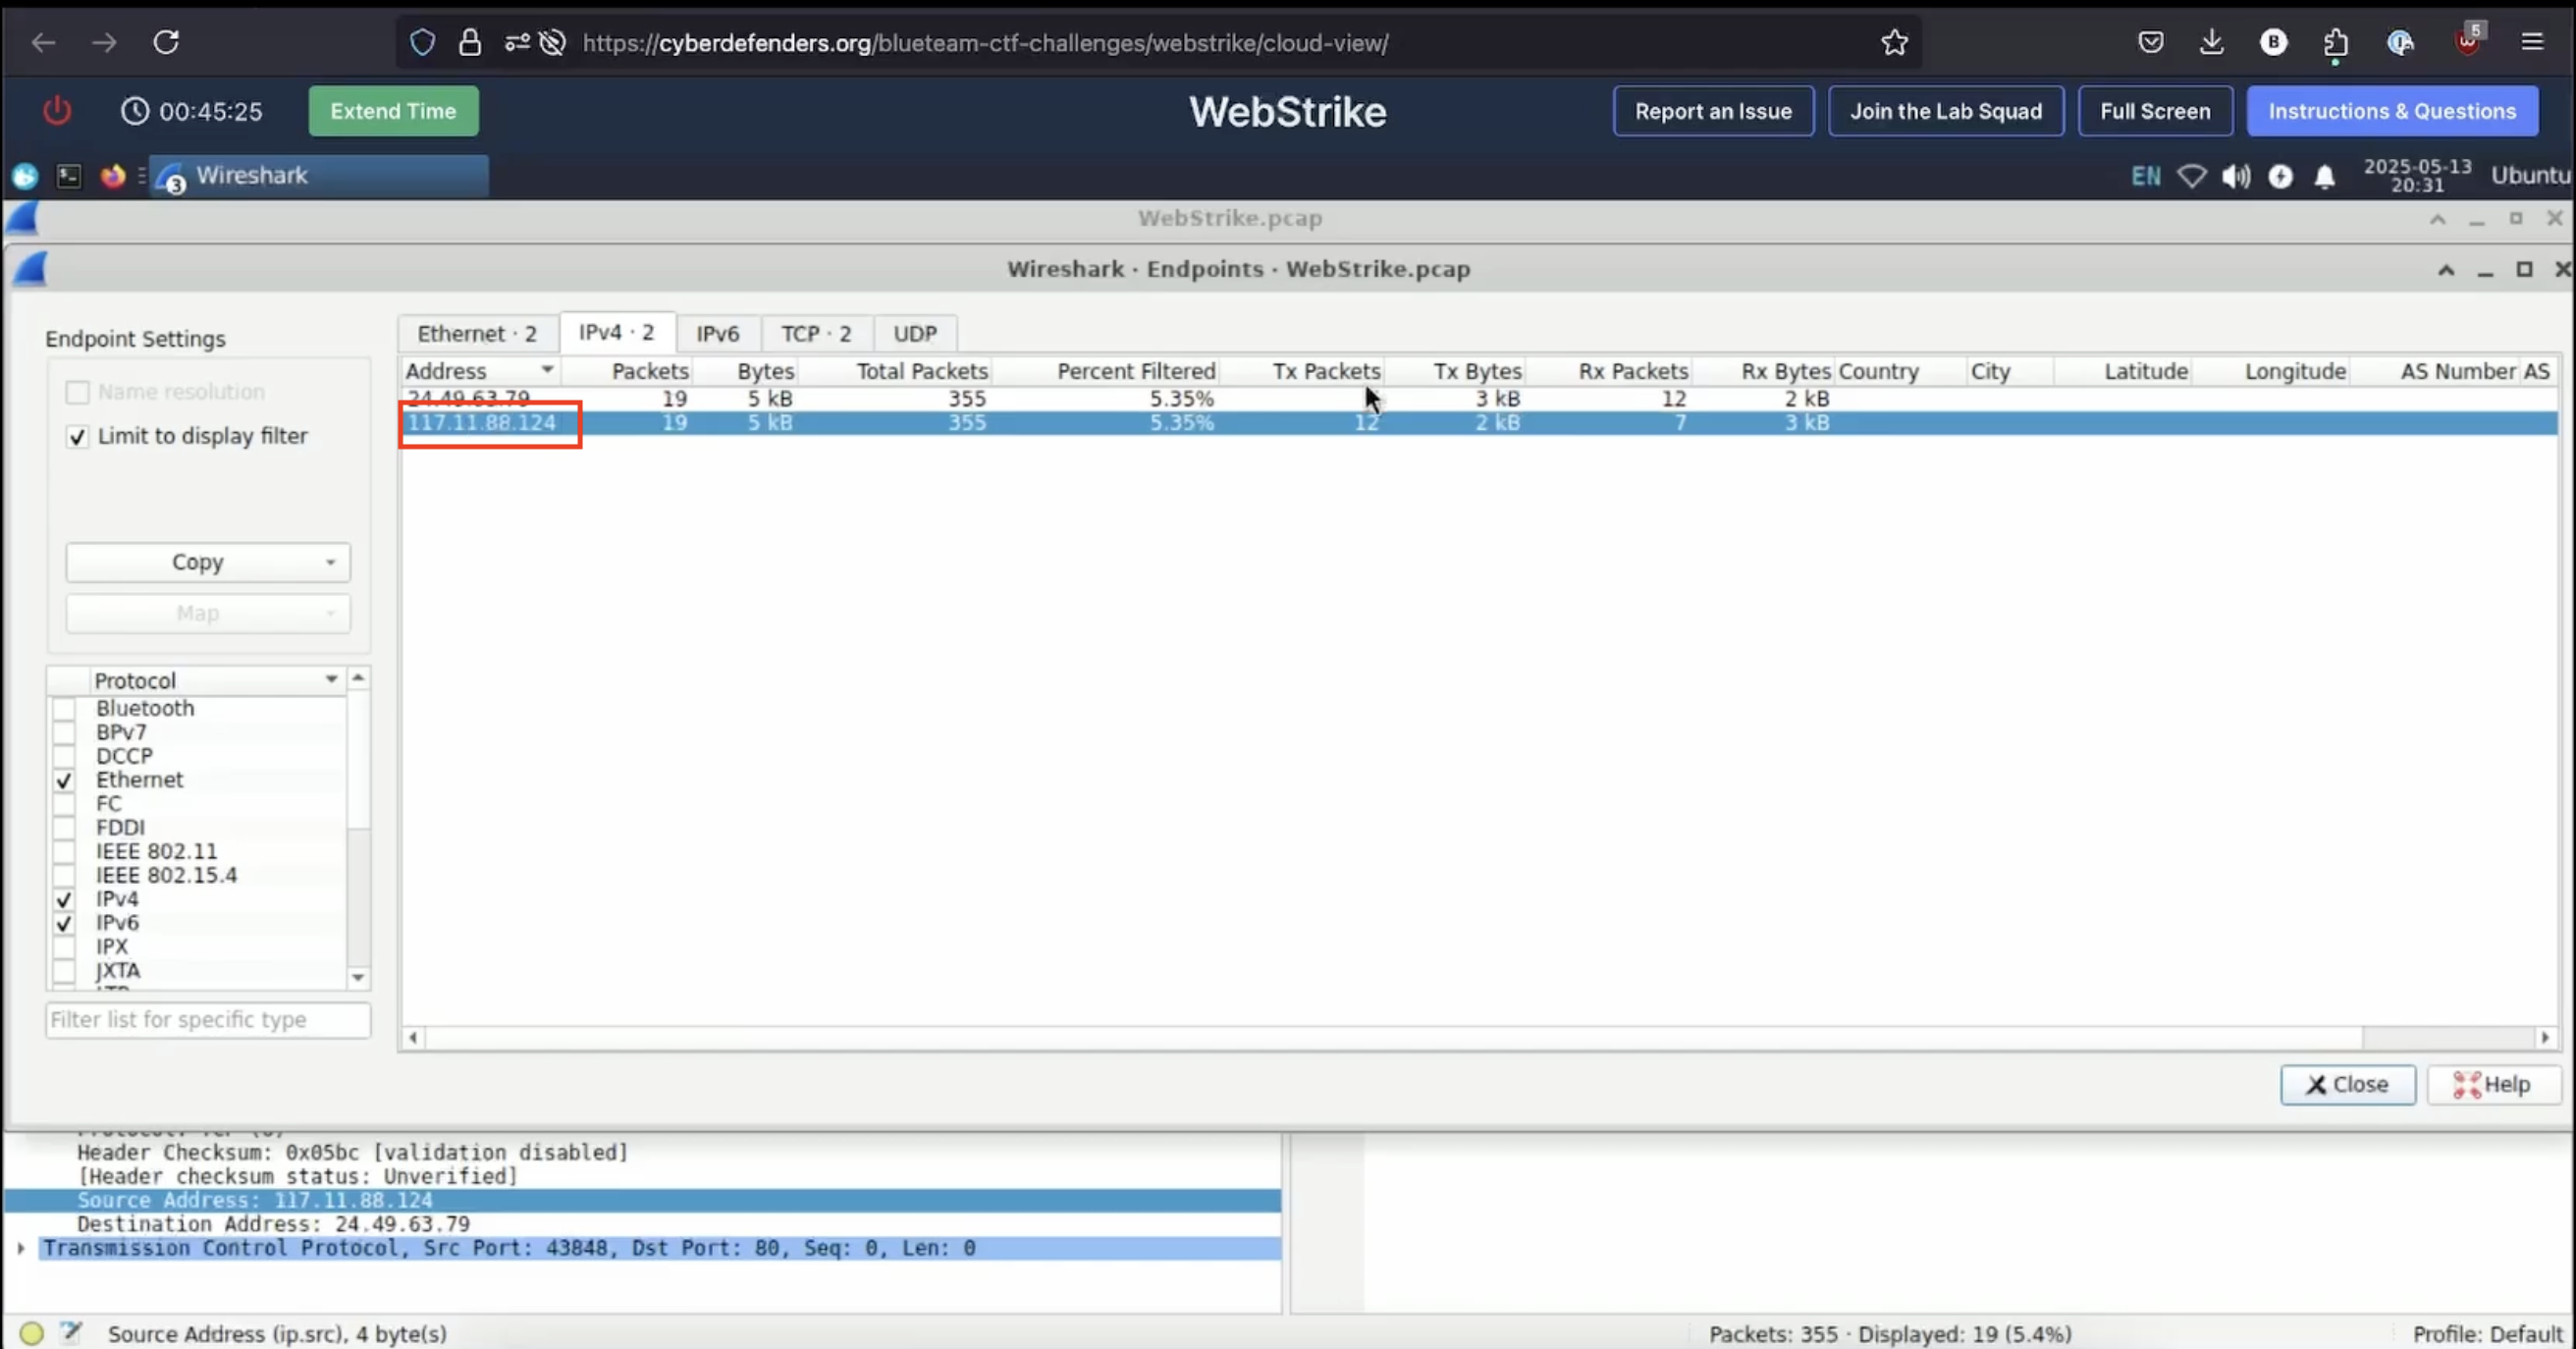 https://cyberdefenders.org/blueteam-ctf-challenges/webstrike/cloud-view/
B
5
00:45:25
Extend Time
WebStrike
Report an Issue
Join the Lab Squad
Full Screen
Instructions & Questions
3
Wireshark
EN
2025-05-13
20:31
Ubuntu
WebStrike.pcap
Wireshark · Endpoints · WebStrike.pcap
Endpoint Settings
Name resolution
Limit to display filter
Copy
Map
Protocol
Bluetooth
BPv7
DCCP
Ethernet
FC
FDDI
IEEE 802.11
IEEE 802.15.4
IPv4
IPv6
IPX
JXTA
Filter list for specific type
Ethernet · 2 IPv4 · 2 IPv6 TCP · 2 UDP
Address Packets Bytes Total Packets Percent Filtered Tx Packets Tx Bytes Rx Packets Rx Bytes Country City Latitude Longitude AS Number AS
24.49.63.79 19 5 kB 355 5.35% 3 kB 12 2 kB
117.11.88.124 19 5 kB 355 5.35% 12 2 kB 7 3 kB
Close
Help
Header Checksum: 0x05bc [validation disabled]
[Header checksum status: Unverified]
Source Address: 117.11.88.124
Destination Address: 24.49.63.79
Transmission Control Protocol, Src Port: 43848, Dst Port: 80, Seq: 0, Len: 0
Source Address (ip.src), 4 byte(s)
Packets: 355 · Displayed: 19 (5.4%)
Profile: Default